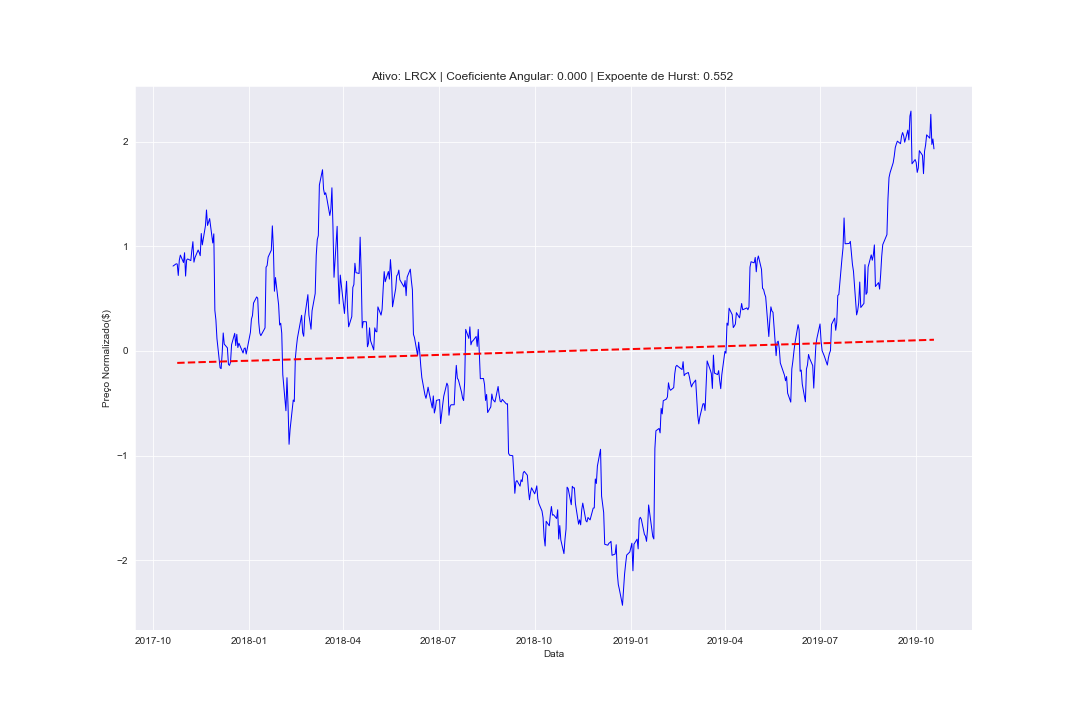 Ativo: LRCX | Coeficiente Angular: 0.000 | Expoente de Hurst: 0.552
Preço Normalizado($)
2
1
0
−1
−2
2017-10 2018-01 2018-04 2018-07 2018-10 2019-01 2019-04 2019-07 2019-10
Data